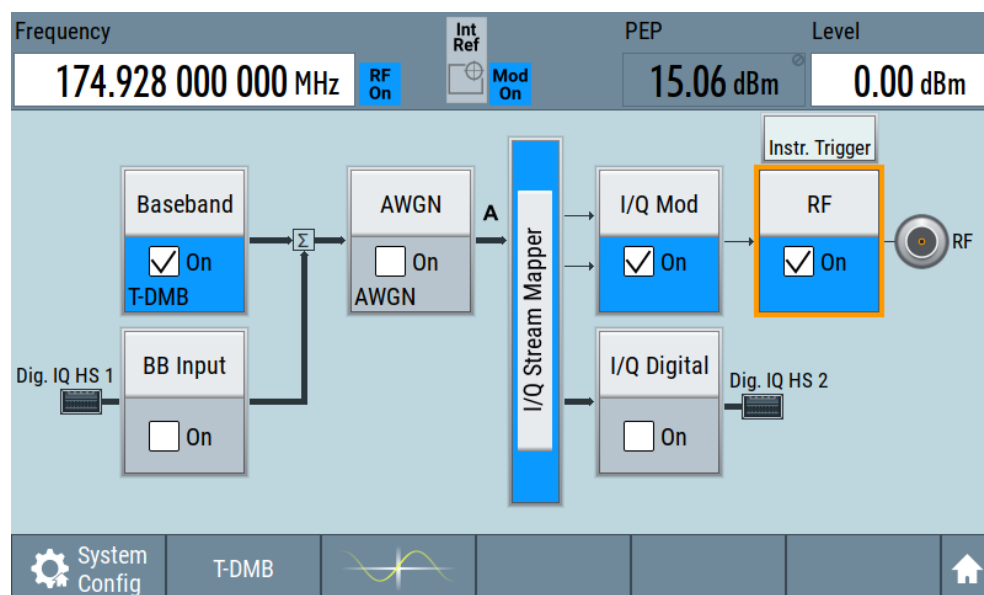 Frequency
Int
Ref
PEP
Level
174.928 000 000 MHz
RF
On
Mod
On
15.06 dBm
0.00 dBm
Instr. Trigger
Baseband
On
T-DMB
Σ
AWGN
On
AWGN
A
I/Q Stream Mapper
I/Q Mod
On
RF
On
RF
Dig. IQ HS 1
BB Input
On
I/Q Digital
On
Dig. IQ HS 2
System
Config
T-DMB